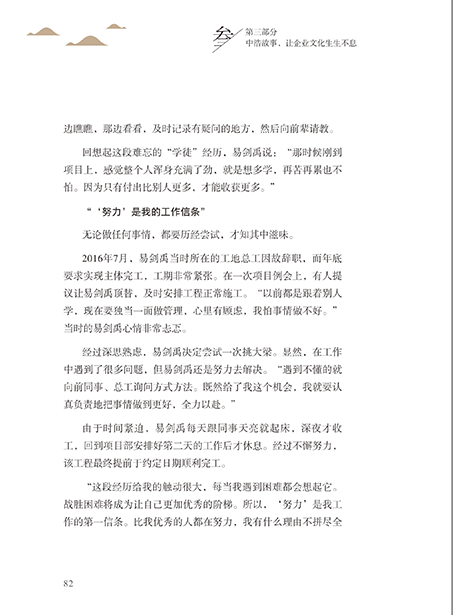 叁
第三部分
中浩故事，让企业文化生生不息
边瞧瞧，那边看看，及时记录有疑问的地方，然后向前辈请教。
回想起这段难忘的“学徒”经历，易剑禹说：“那时候刚到
项目上，感觉整个人浑身充满了劲，就是想多学，再苦再累也不
怕。因为只有付出比别人更多，才能收获更多。”
“‘努力’是我的工作信条”
无论做任何事情，都要历经尝试，才知其中滋味。
2016年7月，易剑禹当时所在的工地总工因故辞职，而年底
要求实现主体完工，工期非常紧张。在一次项目例会上，有人提
议让易剑禹顶替，及时安排工程正常施工。“以前都是跟着别人
学，现在要独当一面做管理，心里有顾虑，我怕事情做不好。”
当时的易剑禹心情非常忐忑。
经过深思熟虑，易剑禹决定尝试一次挑大梁。显然，在工作
中遇到了很多问题，但易剑禹还是努力去解决。“遇到不懂的就
向前同事、总工询问方式方法。既然给了我这个机会，我就要认
真负责地把事情做到更好，全力以赴。”
由于时间紧迫，易剑禹每天跟同事天亮就起床，深夜才收
工，回到项目部安排好第二天的工作后才休息。经过不懈努力，
该工程最终提前于约定日期顺利完工。
“这段经历给我的触动很大，每当我遇到困难都会想起它。
战胜困难将成为让自己更加优秀的阶梯。所以，‘努力’是我工
作的第一信条。比我优秀的人都在努力，我有什么理由不拼尽全
82